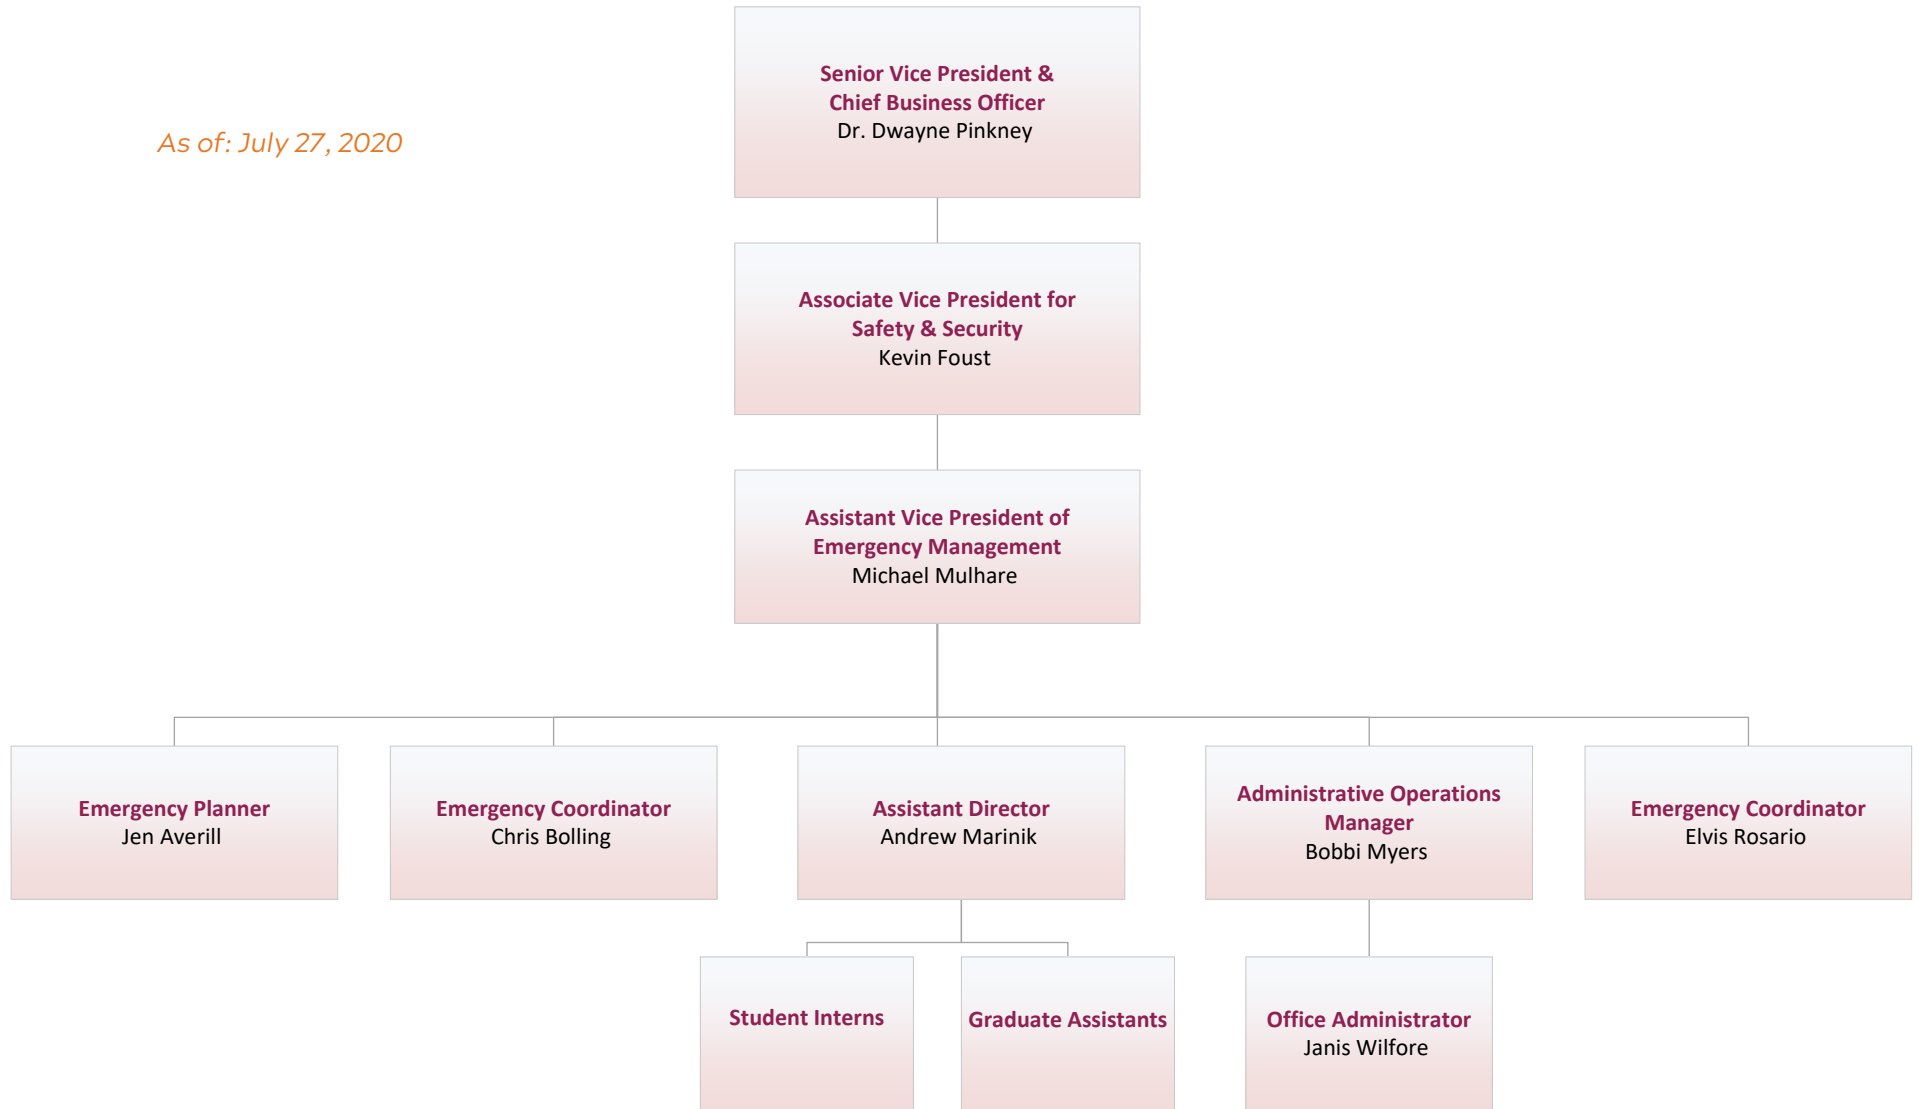 Senior Vice President &
Chief Business Officer
Dr. Dwayne Pinkney
As of: July 27, 2020
Associate Vice President for
Safety & Security
Kevin Foust
Assistant Vice President of
Emergency Management
Michael Mulhare
Emergency Planner
Jen Averill
Emergency Coordinator
Chris Bolling
Assistant Director
Andrew Marinik
Administrative Operations
Manager
Bobbi Myers
Emergency Coordinator
Elvis Rosario
Student Interns
Graduate Assistants
Office Administrator
Janis Wilfore